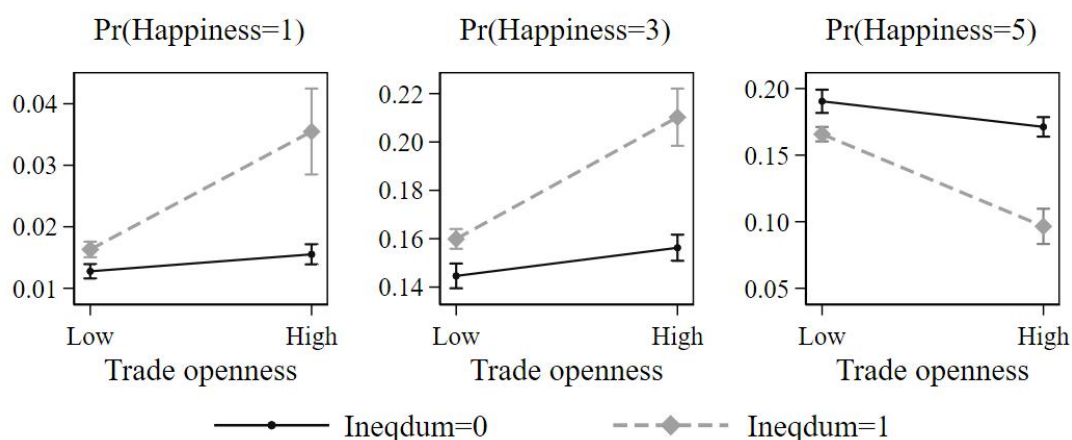 Pr(Happiness=1)
0.04
0.03
0.02
0.01
Low High
Trade openness
Pr(Happiness=3)
0.22
0.20
0.18
0.16
0.14
Low High
Trade openness
Pr(Happiness=5)
0.20
0.15
0.10
0.05
Low High
Trade openness
Ineqdum=0 Ineqdum=1